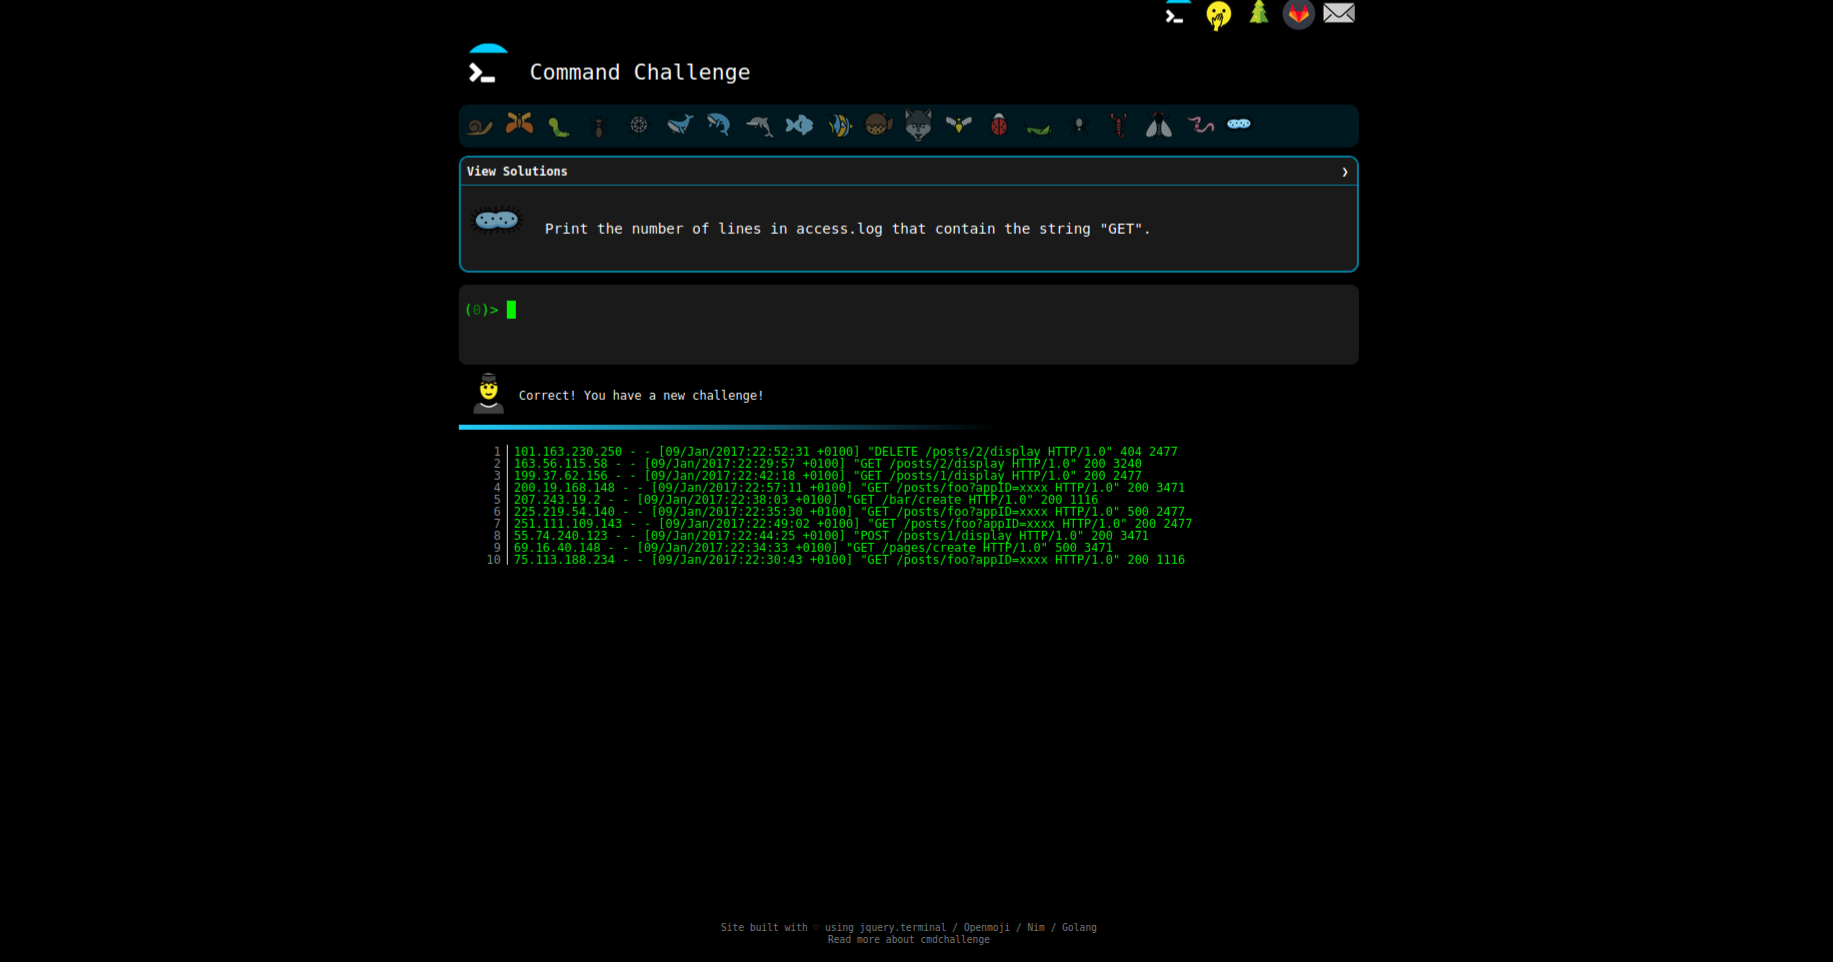 Command Challenge
View Solutions ❯
Print the number of lines in access.log that contain the string "GET".
(0)>
Correct! You have a new challenge!
1 101.163.230.250 - - [09/Jan/2017:22:52:31 +0100] "DELETE /posts/2/display HTTP/1.0" 404 2477
2 163.56.115.58 - - [09/Jan/2017:22:29:57 +0100] "GET /posts/2/display HTTP/1.0" 200 3240
3 199.37.62.156 - - [09/Jan/2017:22:42:18 +0100] "GET /posts/1/display HTTP/1.0" 200 2477
4 200.19.168.148 - - [09/Jan/2017:22:57:11 +0100] "GET /posts/foo?appID=xxxx HTTP/1.0" 200 3471
5 207.243.19.2 - - [09/Jan/2017:22:38:03 +0100] "GET /bar/create HTTP/1.0" 200 1116
6 225.219.54.140 - - [09/Jan/2017:22:35:30 +0100] "GET /posts/foo?appID=xxxx HTTP/1.0" 500 2477
7 251.111.109.143 - - [09/Jan/2017:22:49:02 +0100] "GET /posts/foo?appID=xxxx HTTP/1.0" 200 2477
8 55.74.240.123 - - [09/Jan/2017:22:44:25 +0100] "POST /posts/1/display HTTP/1.0" 200 3471
9 69.16.40.148 - - [09/Jan/2017:22:34:33 +0100] "GET /pages/create HTTP/1.0" 500 3471
10 75.113.188.234 - - [09/Jan/2017:22:30:43 +0100] "GET /posts/foo?appID=xxxx HTTP/1.0" 200 1116
Site built with ♡ using jquery.terminal / Openmoji / Nim / Golang
Read more about cmdchallenge